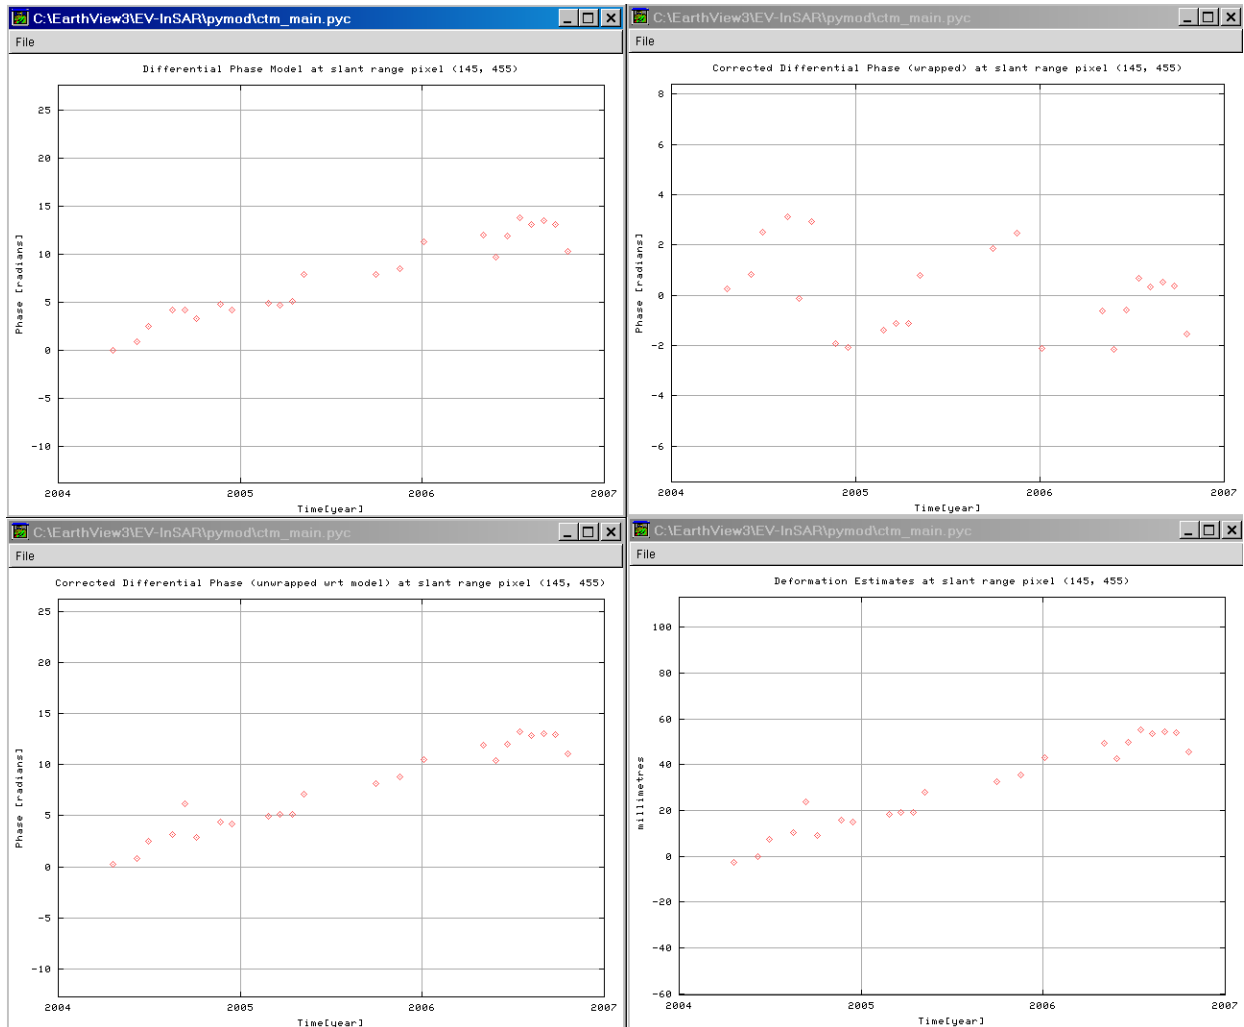 C:\EarthView3\EV-InSAR\pymod\ctm_main.pyc
File
Differential Phase Model at slant range pixel (145, 455)
25
20
15
10
5
0
-5
-10
Phase [radians]
2004 2005 2006 2007
Time[year]
C:\EarthView3\EV-InSAR\pymod\ctm_main.pyc
File
Corrected Differential Phase (wrapped) at slant range pixel (145, 455)
8
6
4
2
0
-2
-4
-6
Phase [radians]
2004 2005 2006 2007
Time[year]
C:\EarthView3\EV-InSAR\pymod\ctm_main.pyc
File
Corrected Differential Phase (unwrapped wrt model) at slant range pixel (145, 455)
25
20
15
10
5
0
-5
-10
Phase [radians]
2004 2005 2006 2007
Time[year]
C:\EarthView3\EV-InSAR\pymod\ctm_main.pyc
File
Deformation Estimates at slant range pixel (145, 455)
100
80
60
40
20
0
-20
-40
-60
millimetres
2004 2005 2006 2007
Time[year]